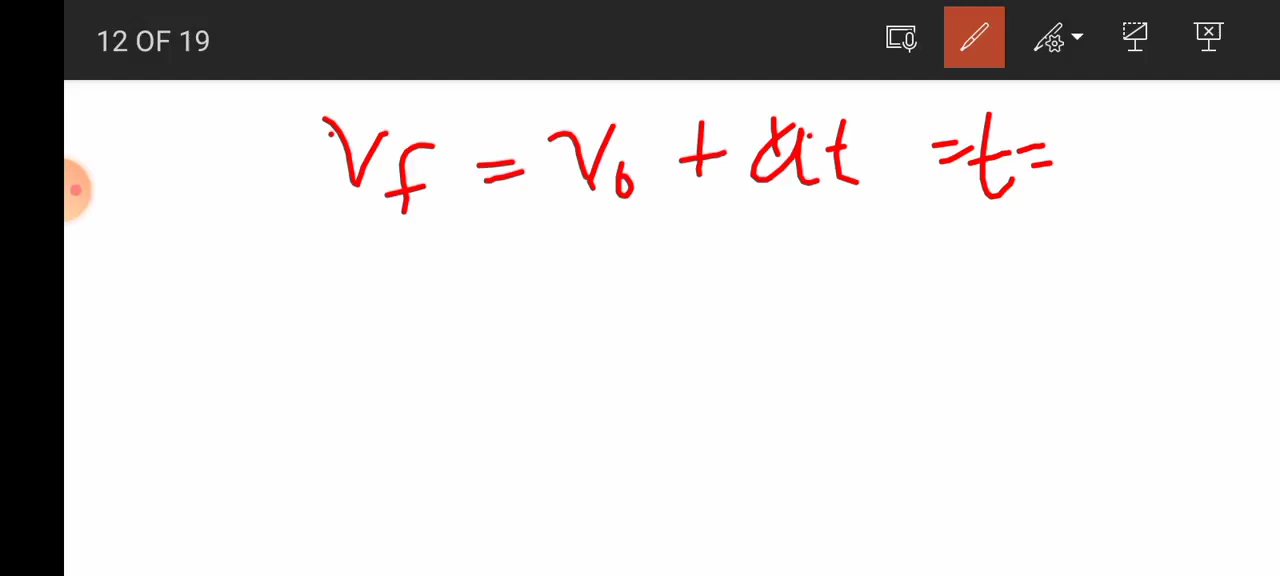 12 OF 19
Vf = V0 + at =t=